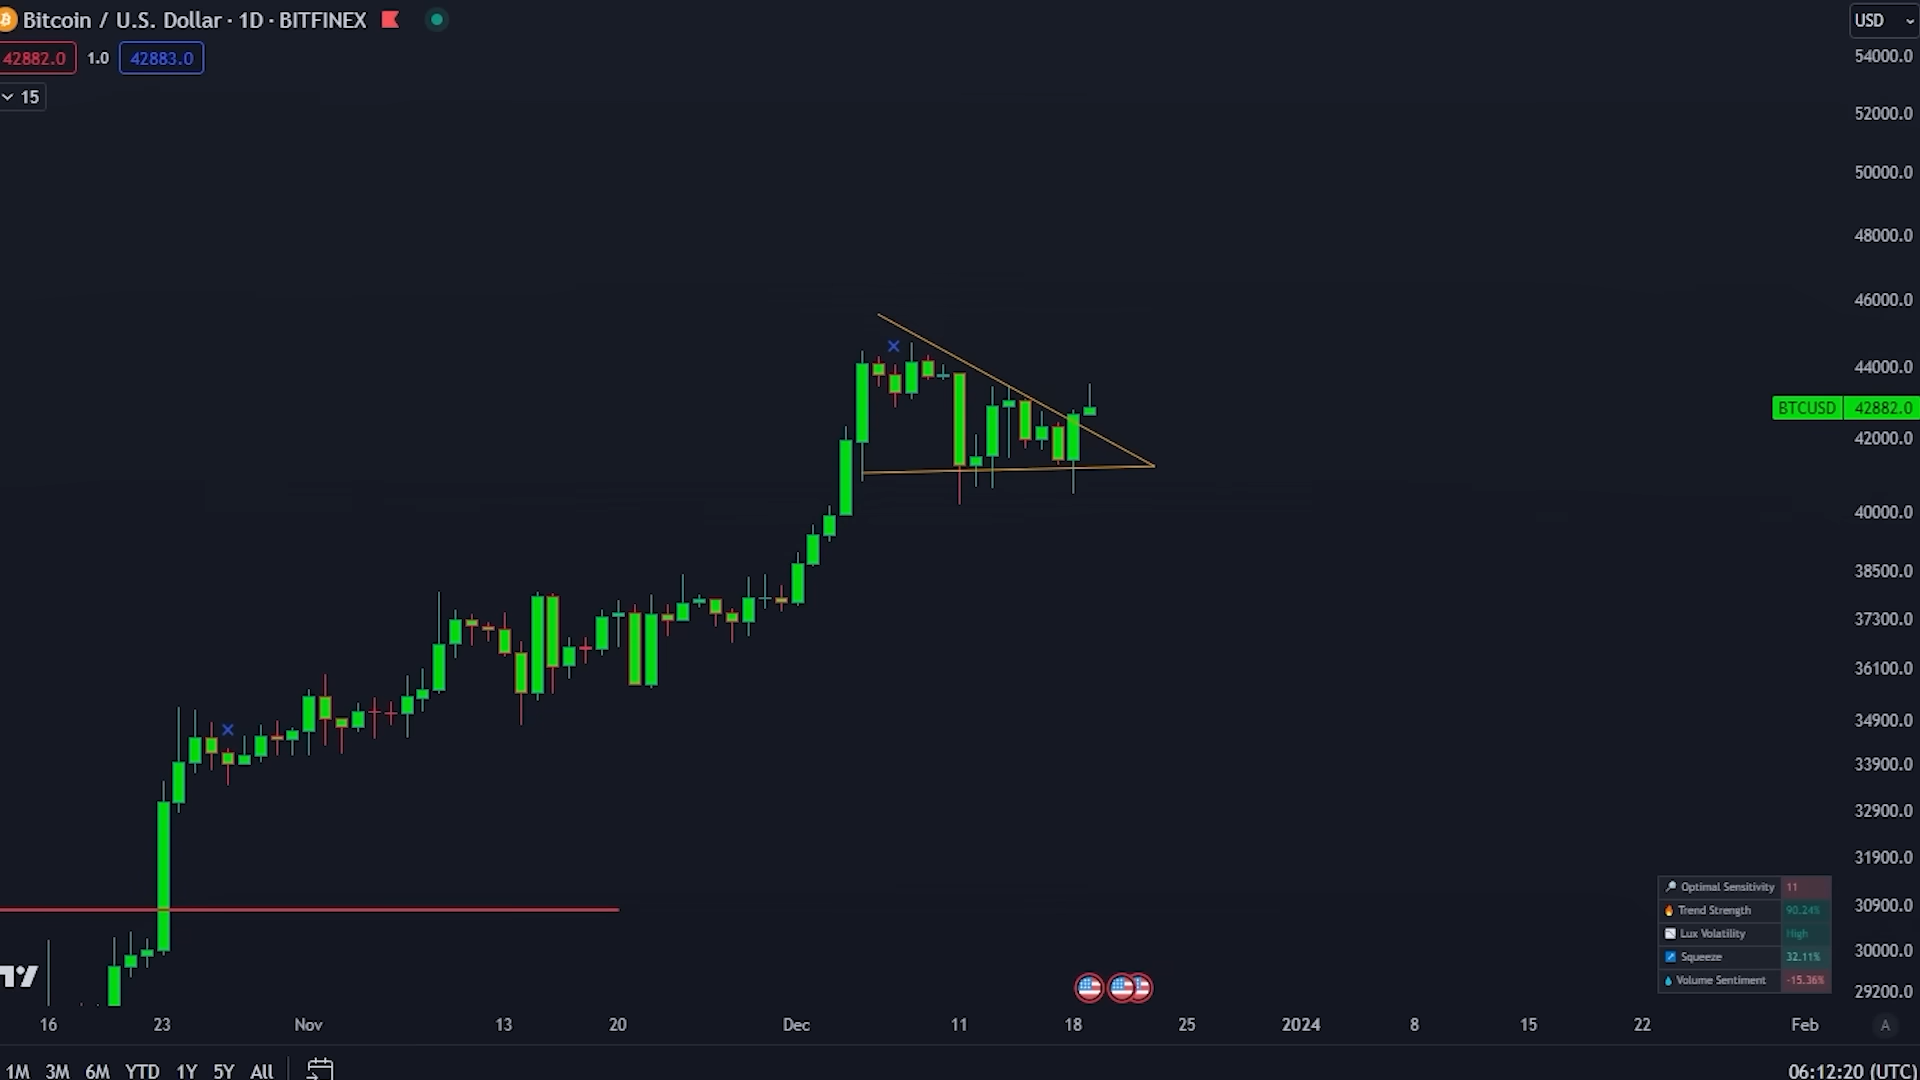 Bitcoin / U.S. Dollar · 1D · BITFINEX
USD
42882.0 1.0 42883.0
15
54000.0
52000.0
50000.0
48000.0
46000.0
44000.0
BTCUSD 42882.0
42000.0
40000.0
38500.0
37300.0
36100.0
34900.0
33900.0
32900.0
31900.0
30900.0
30000.0
29200.0
Optimal Sensitivity 11
Trend Strength 90.24%
Lux Volatility High
Squeeze 32.11%
Volume Sentiment -15.36%
16 23 Nov 13 20 Dec 11 18 25 2024 8 15 22 Feb A
1M 3M 6M YTD 1Y 5Y All 06:12:20 (UTC)